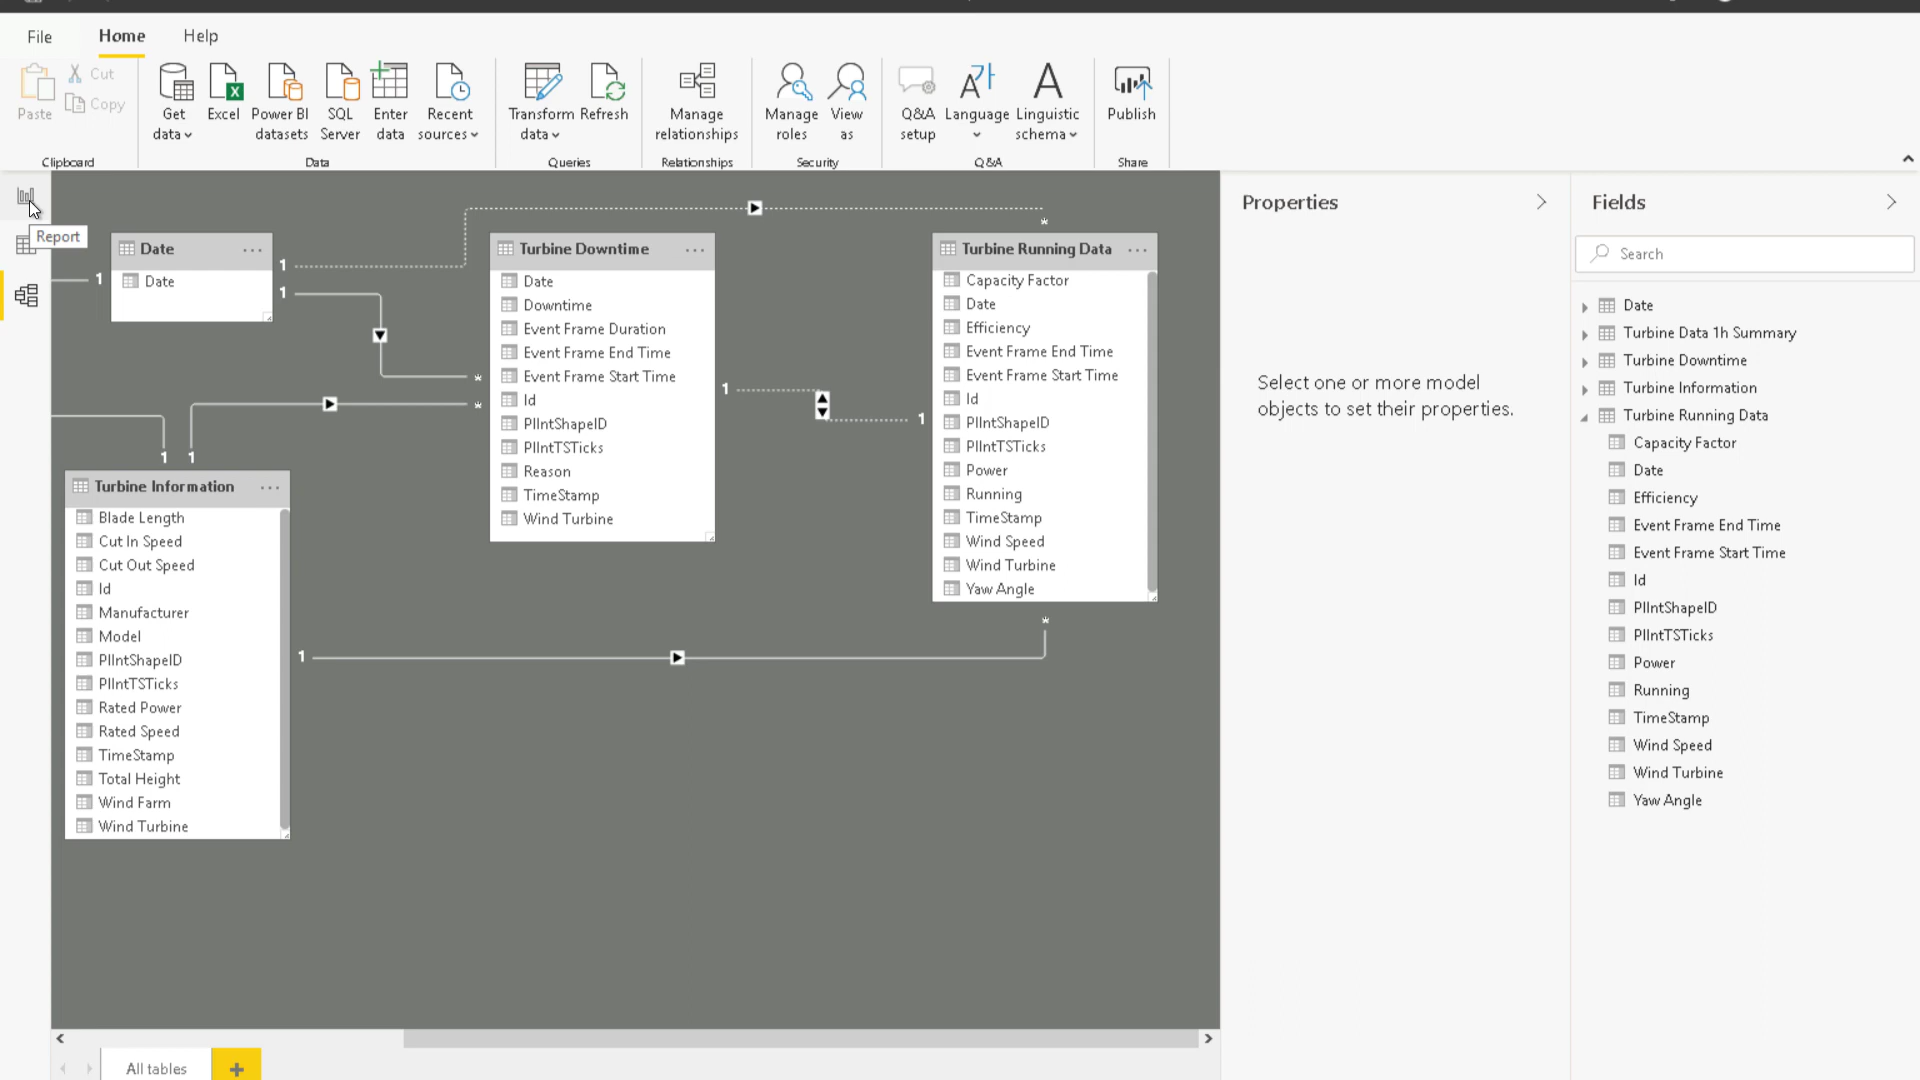 File Home Help
Paste
Cut
Copy
Get data
Excel
Power BI datasets
SQL Server
Enter data
Recent sources
Transform data
Refresh
Manage relationships
Manage roles
View as
Q&A setup
Language
Linguistic schema
Publish
Clipboard Data Queries Relationships Security Q&A Share
Report
Date
Date
Turbine Downtime
Date
Downtime
Event Frame Duration
Event Frame End Time
Event Frame Start Time
Id
PIIntShapeID
PIIntTSTicks
Reason
TimeStamp
Wind Turbine
Turbine Running Data
Capacity Factor
Date
Efficiency
Event Frame End Time
Event Frame Start Time
Id
PIIntShapeID
PIIntTSTicks
Power
Running
TimeStamp
Wind Speed
Wind Turbine
Yaw Angle
1
1
1
*
*
*
1
1
1
1
1
*
Turbine Information
Blade Length
Cut In Speed
Cut Out Speed
Id
Manufacturer
Model
PIIntShapeID
PIIntTSTicks
Rated Power
Rated Speed
TimeStamp
Total Height
Wind Farm
Wind Turbine
All tables
Properties
Select one or more model
objects to set their properties.
Fields
Search
Date
Turbine Data 1h Summary
Turbine Downtime
Turbine Information
Turbine Running Data
Capacity Factor
Date
Efficiency
Event Frame End Time
Event Frame Start Time
Id
PIIntShapeID
PIIntTSTicks
Power
Running
TimeStamp
Wind Speed
Wind Turbine
Yaw Angle